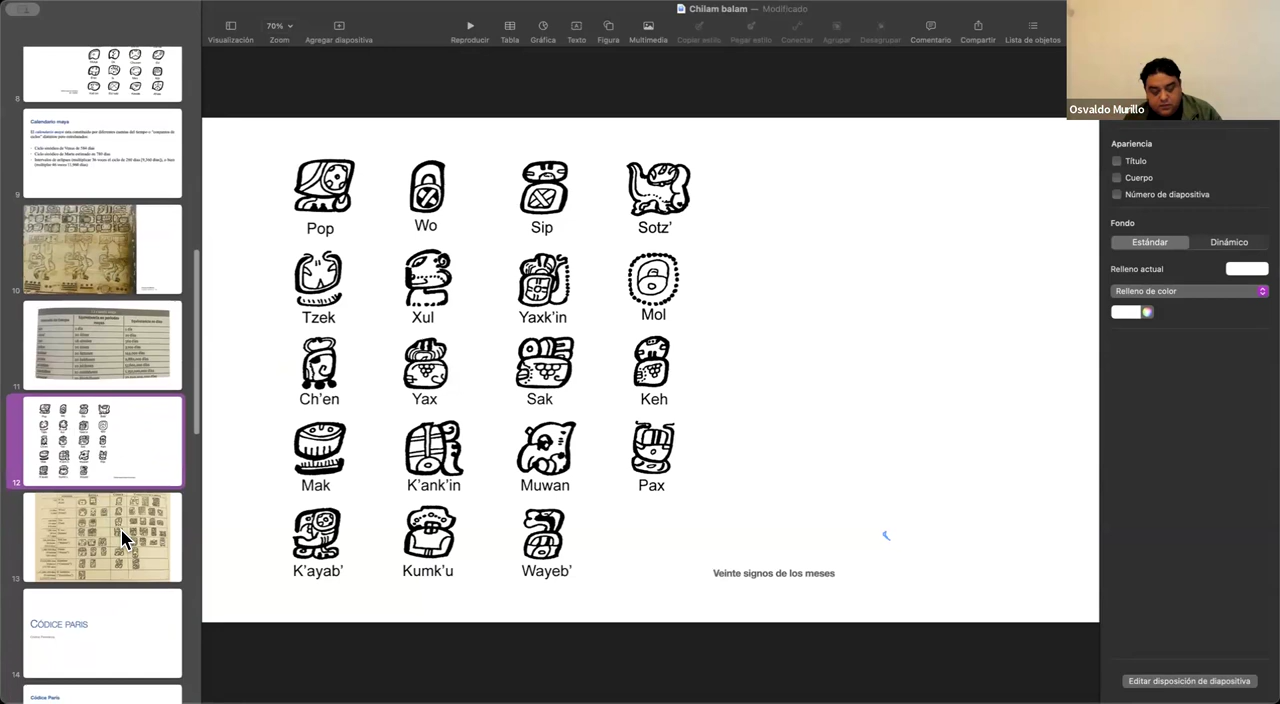 Chilam balam — Modificado
70%
Visualización
Zoom
Agregar diapositiva
Reproducir
Tabla
Gráfica
Texto
Figura
Multimedia
Copiar estilo
Pegar estilo
Conectar
Agrupar
Desagrupar
Comentario
Compartir
Lista de objetos
Osvaldo Murillo
8
Calendario maya
9
10
11
12
13
CÓDICE PARIS
14
Códice París
Pop
Wo
Sip
Sotz’
Tzek
Xul
Yaxk’in
Mol
Ch’en
Yax
Sak
Keh
Mak
K’ank’in
Muwan
Pax
K’ayab’
Kumk’u
Wayeb’
Veinte signos de los meses
Apariencia
Título
Cuerpo
Número de diapositiva
Fondo
Estándar
Dinámico
Relleno actual
Relleno de color
Editar disposición de diapositiva